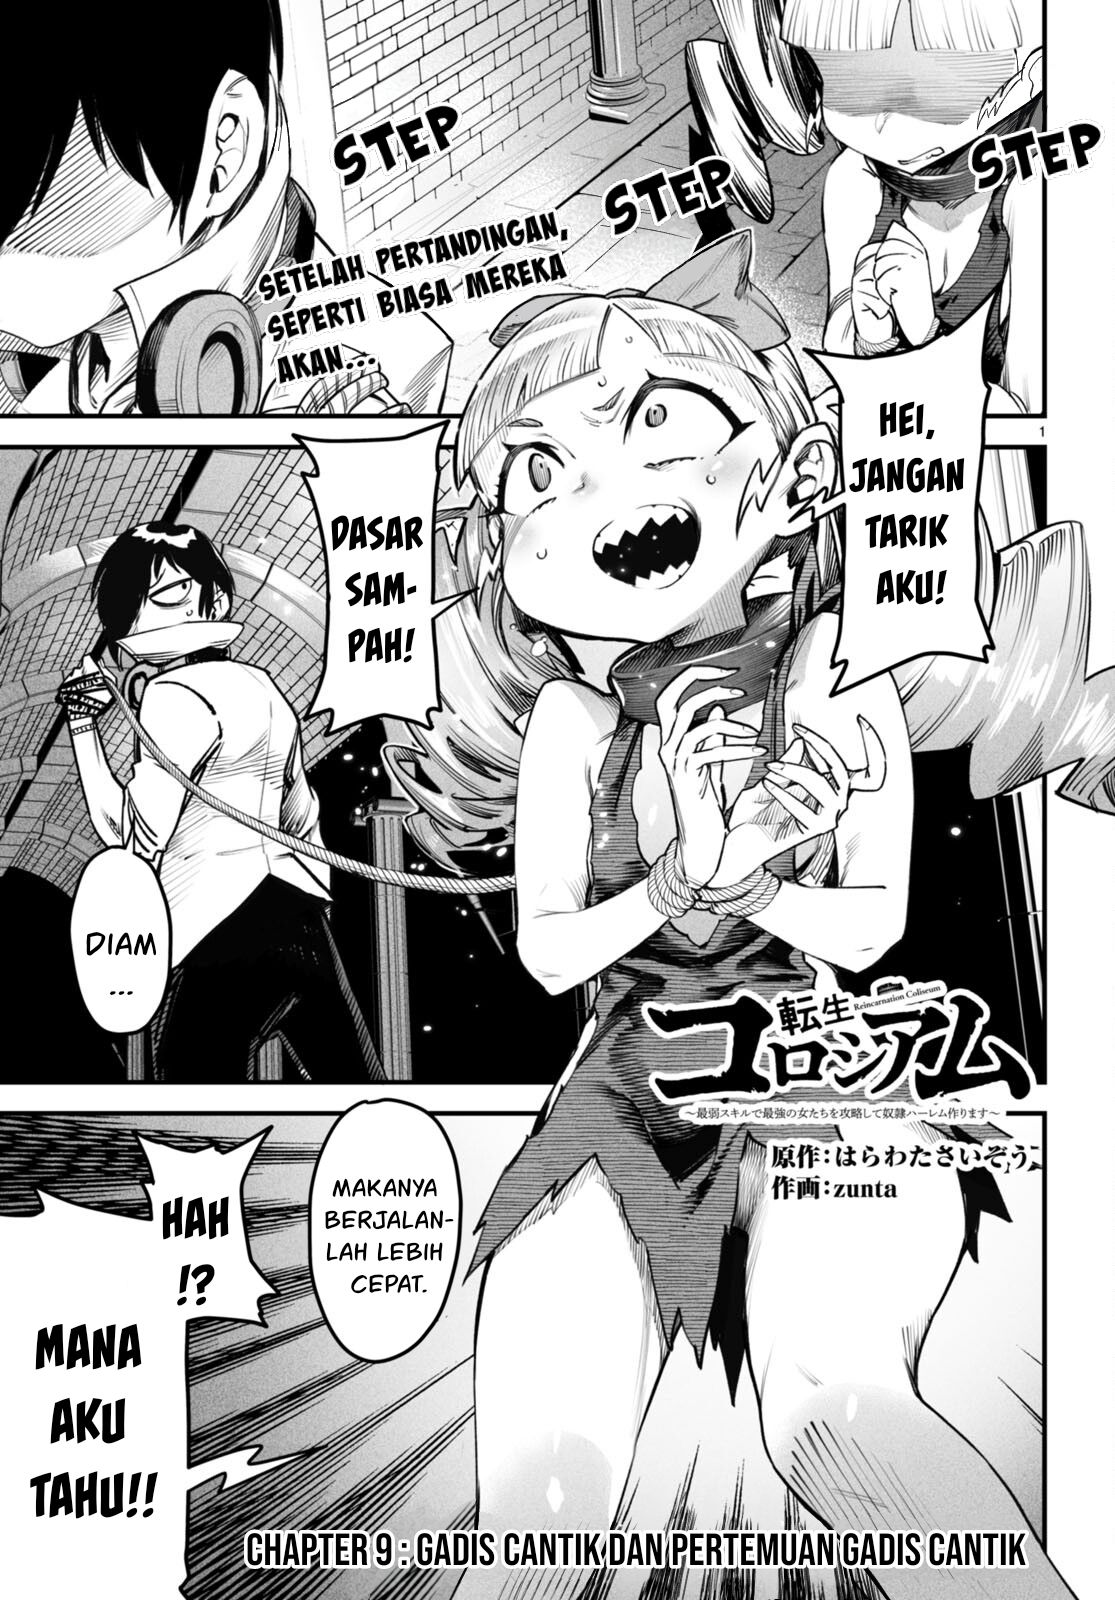 STEP
STEP
STEP
SETELAH PERTANDINGAN,
SEPERTI BIASA MEREKA
AKAN...
1
HEI,
JANGAN
TARIK
AKU!
DASAR
SAM-
PAH!
DIAM
...
Reincarnation Coliseum
転生
コロシアム
～最弱スキルで最強の女たちを攻略して奴隷ハーレム作ります～
原作：はらわたさいぞう
作画：zunta
MAKANYA
BERJALAN-
LAH LEBIH
CEPAT.
HAH
!?
MANA
AKU
TAHU!!
CHAPTER 9 : GADIS CANTIK DAN PERTEMUAN GADIS CANTIK